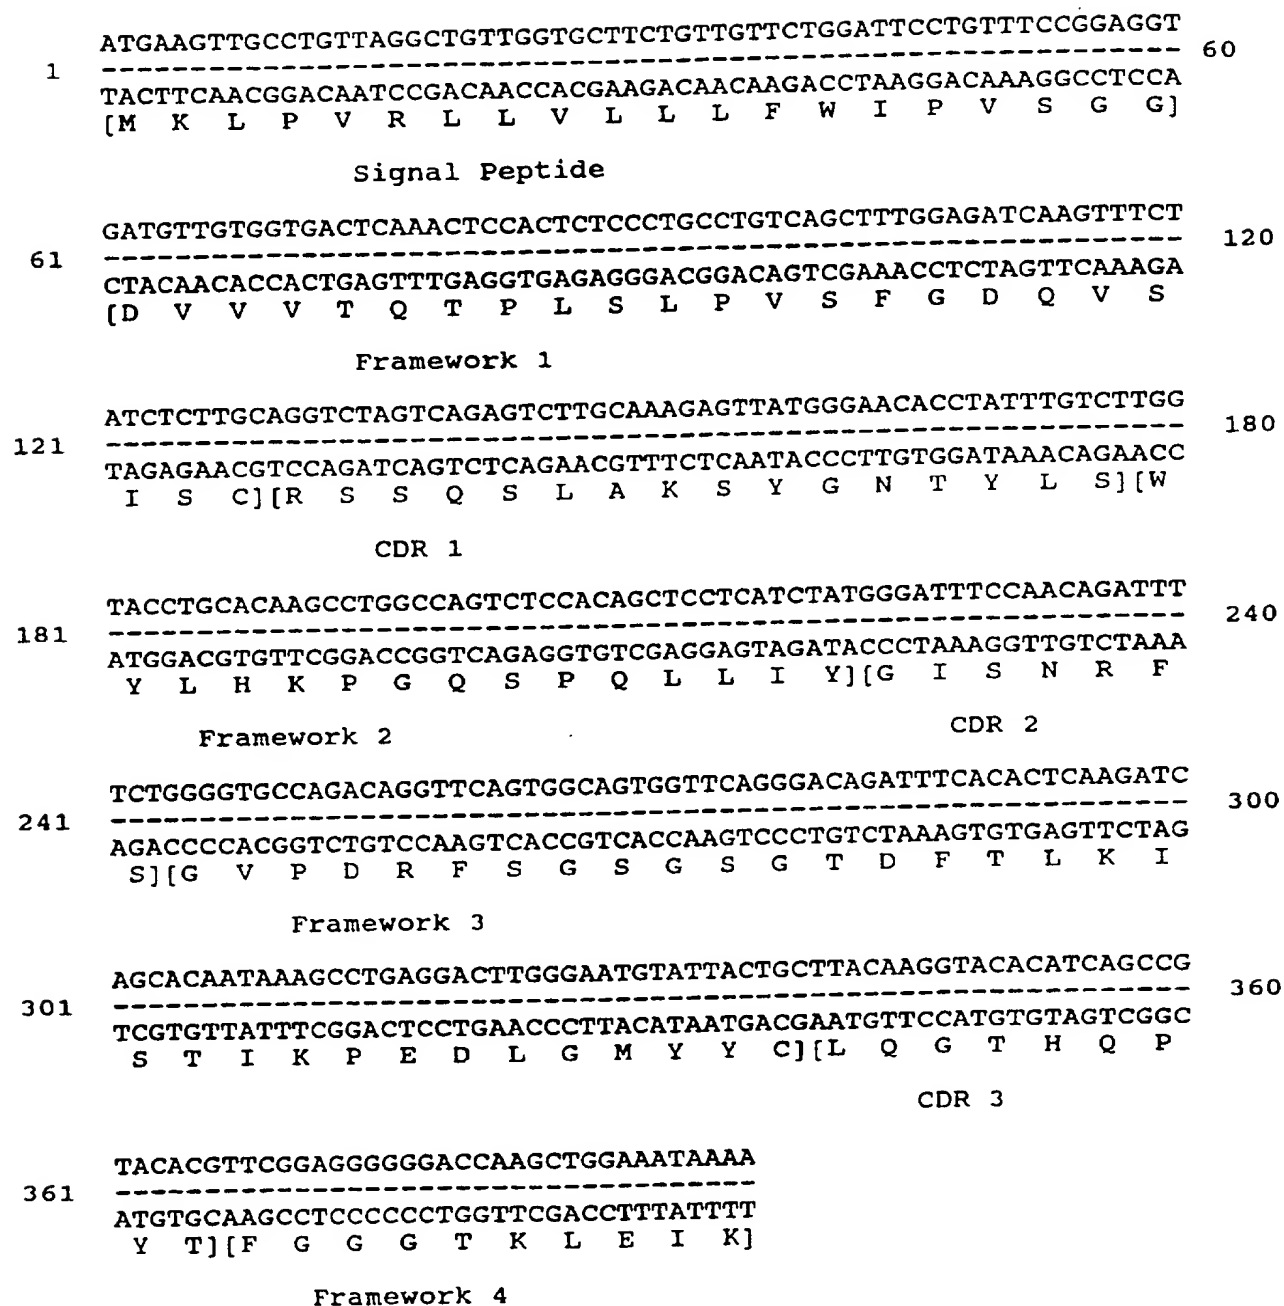 ATGAAGTTGCCTGTTAGGCTGTTGGTGCTTCTGTTGTTCTGGATTCCTGTTTCCGGAGGT
1 ------------------------------------------------------------ 60
TACTTCAACGGACAATCCGACAACCACGAAGACAACAAGACCTAAGGACAAAGGCCTCCA
[M K L P V R L L V L L L F W I P V S G G]
Signal Peptide
GATGTTGTGGTGACTCAAACTCCACTCTCCCTGCCTGTCAGCTTTGGAGATCAAGTTTCT
61 ------------------------------------------------------------ 120
CTACAACACCACTGAGTTTGAGGTGAGAGGGACGGACAGTCGAAACCTCTAGTTCAAAGA
[D V V V T Q T P L S L P V S F G D Q V S
Framework 1
ATCTCTTGCAGGTCTAGTCAGAGTCTTGCAAAGAGTTATGGGAACACCTATTTGTCTTGG
121 ------------------------------------------------------------ 180
TAGAGAACGTCCAGATCAGTCTCAGAACGTTTCTCAATACCCTTGTGGATAAACAGAACC
I S C][R S S Q S L A K S Y G N T Y L S][W
CDR 1
TACCTGCACAAGCCTGGCCAGTCTCCACAGCTCCTCATCTATGGGATTTCCAACAGATTT
181 ------------------------------------------------------------ 240
ATGGACGTGTTCGGACCGGTCAGAGGTGTCGAGGAGTAGATACCCTAAAGGTTGTCTAAA
Y L H K P G Q S P Q L L I Y][G I S N R F
Framework 2 CDR 2
TCTGGGGTGCCAGACAGGTTCAGTGGCAGTGGTTCAGGGACAGATTTCACACTCAAGATC
241 ------------------------------------------------------------ 300
AGACCCCACGGTCTGTCCAAGTCACCGTCACCAAGTCCCTGTCTAAAGTGTGAGTTCTAG
S][G V P D R F S G S G S G T D F T L K I
Framework 3
AGCACAATAAAGCCTGAGGACTTGGGAATGTATTACTGCTTACAAGGTACACATCAGCCG
301 ------------------------------------------------------------ 360
TCGTGTTATTTCGGACTCCTGAACCCTTACATAATGACGAATGTTCCATGTGTAGTCGGC
S T I K P E D L G M Y Y C][L Q G T H Q P
CDR 3
TACACGTTCGGAGGGGGGACCAAGCTGGAAATAAAA
361 ------------------------------------
ATGTGCAAGCCTCCCCCCTGGTTCGACCTTTATTTT
Y T][F G G G T K L E I K]
Framework 4